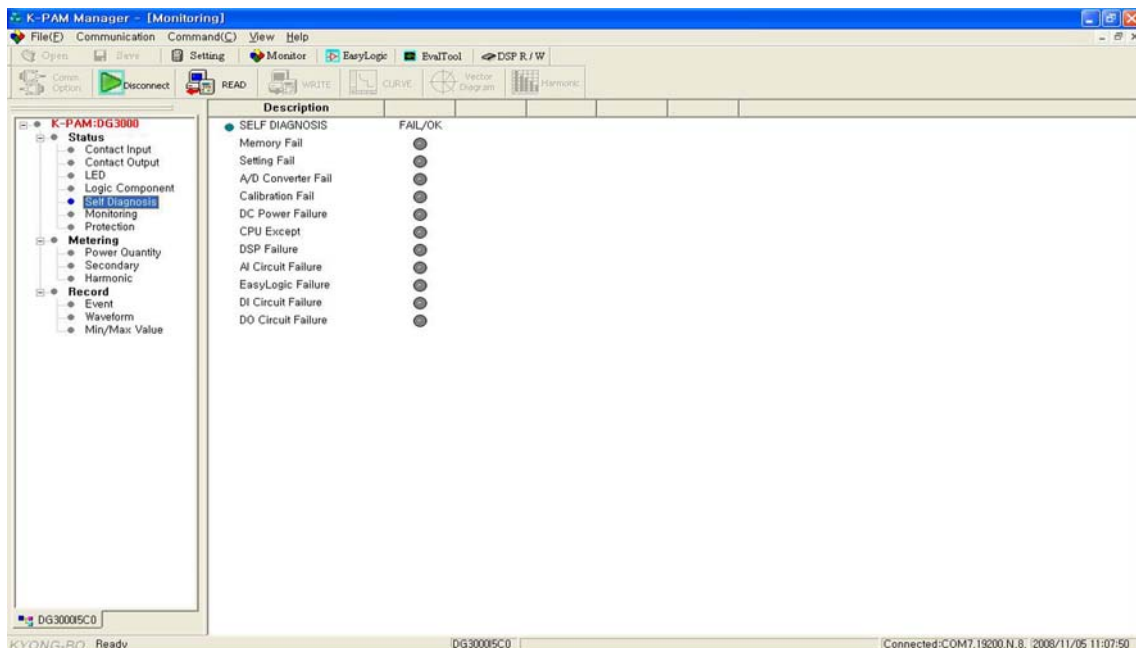 K-PAM Manager - [Monitoring]
File(F) Communication Command(C) View Help
Open Save Setting Monitor EasyLogic EvalTool DSP R / W
Comm. Option Disconnect READ WRITE CURVE Vector Diagram Harmonic
Description
K-PAM:DG3000
Status
Contact Input
Contact Output
LED
Logic Component
Self Diagnosis
Monitoring
Protection
Metering
Power Quantity
Secondary
Harmonic
Record
Event
Waveform
Min/Max Value
SELF DIAGNOSIS FAIL/OK
Memory Fail
Setting Fail
A/D Converter Fail
Calibration Fail
DC Power Failure
CPU Except
DSP Failure
AI Circuit Failure
EasyLogic Failure
DI Circuit Failure
DO Circuit Failure
DG3000I5C0
KYONG-BO Ready DG3000I5C0 Connected:COM7,19200,N,8, 2008/11/05 11:07:50